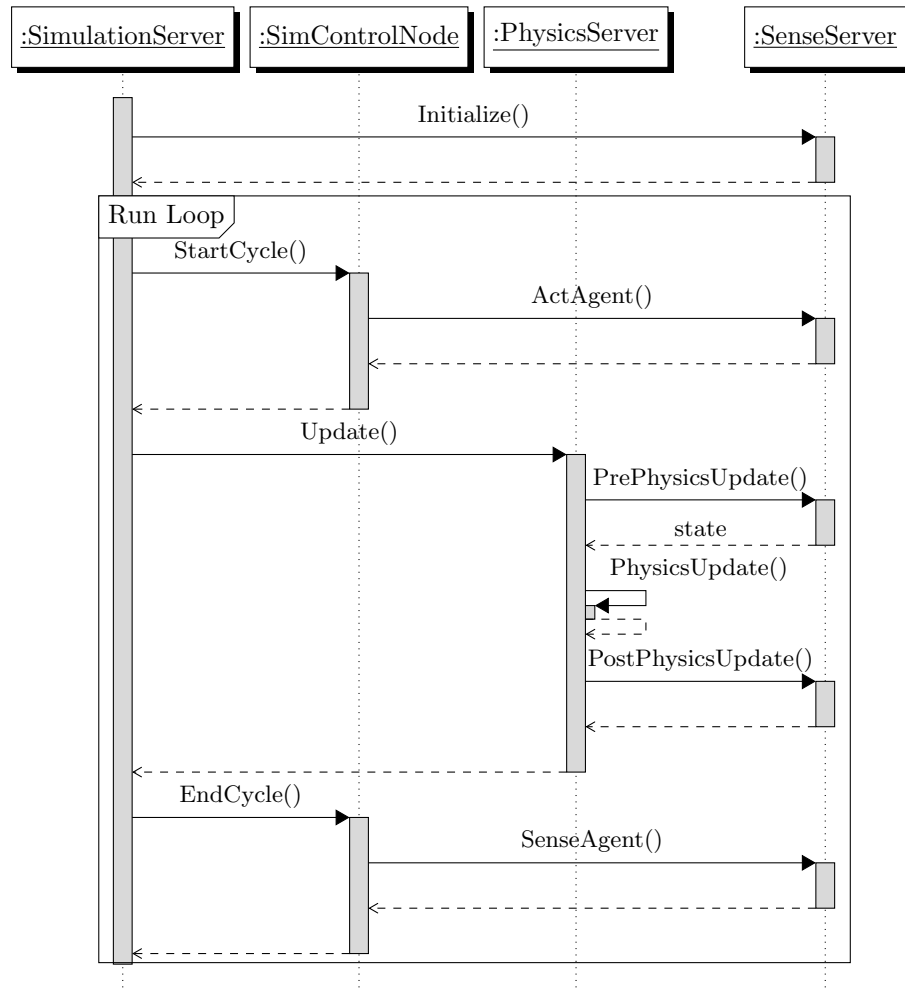 :SimulationServer
:SimControlNode
:PhysicsServer
:SenseServer
Initialize()
Run Loop
StartCycle()
ActAgent()
Update()
PrePhysicsUpdate()
state
PhysicsUpdate()
PostPhysicsUpdate()
EndCycle()
SenseAgent()